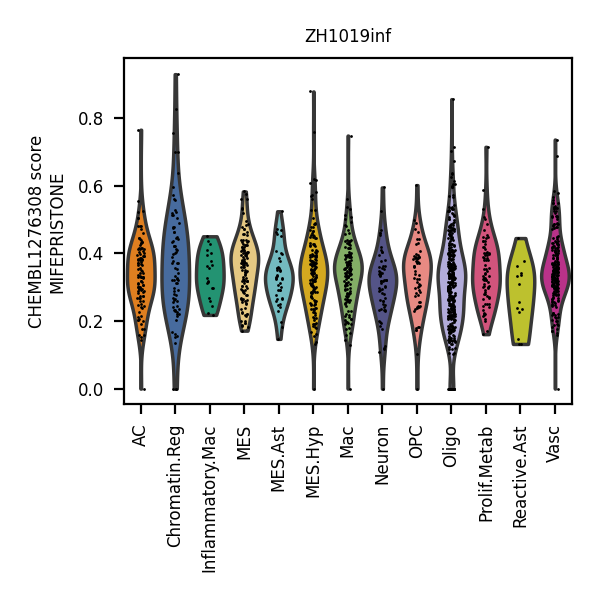 ZH1019inf
CHEMBL1276308 score
MIFEPRISTONE
0.8
0.6
0.4
0.2
0.0
AC
Chromatin.Reg
Inflammatory.Mac
MES
MES.Ast
MES.Hyp
Mac
Neuron
OPC
Oligo
Prolif.Metab
Reactive.Ast
Vasc